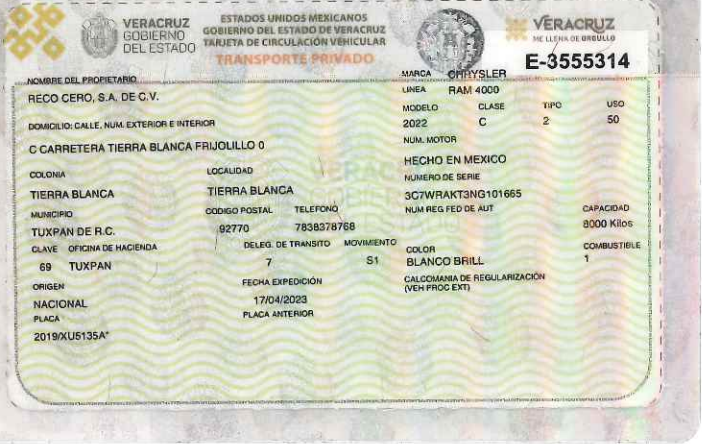 VERACRUZ
GOBIERNO
DEL ESTADO
ESTADOS UNIDOS MEXICANOS
GOBIERNO DEL ESTADO DE VERACRUZ
TARJETA DE CIRCULACIÓN VEHICULAR
TRANSPORTE PRIVADO
VERACRUZ
ME LLENA DE ORGULLO
E-3555314
NOMBRE DEL PROPIETARIO
RECO CERO, S.A. DE C.V.
DOMICILIO: CALLE, NUM. EXTERIOR E INTERIOR
C CARRETERA TIERRA BLANCA FRIJOLILLO 0
COLONIA LOCALIDAD
TIERRA BLANCA TIERRA BLANCA
MUNICIPIO CODIGO POSTAL TELEFONO
TUXPAN DE R.C. 92770 7838378768
CLAVE OFICINA DE HACIENDA DELEG. DE TRANSITO MOVIMIENTO
69 TUXPAN 7 S1
ORIGEN FECHA EXPEDICIÓN
NACIONAL 17/04/2023
PLACA PLACA ANTERIOR
2019/XU5135A*
MARCA CHRYSLER
LINEA RAM 4000
MODELO CLASE TIPO USO
2022 C 2 50
NUM. MOTOR
HECHO EN MEXICO
NUMERO DE SERIE
3C7WRAKT3NG101665
NUM REG FED DE AUT CAPACIDAD
8000 Kilos
COLOR COMBUSTIBLE
BLANCO BRILL 1
CALCOMANIA DE REGULARIZACIÓN
(VEH PROC EXT)